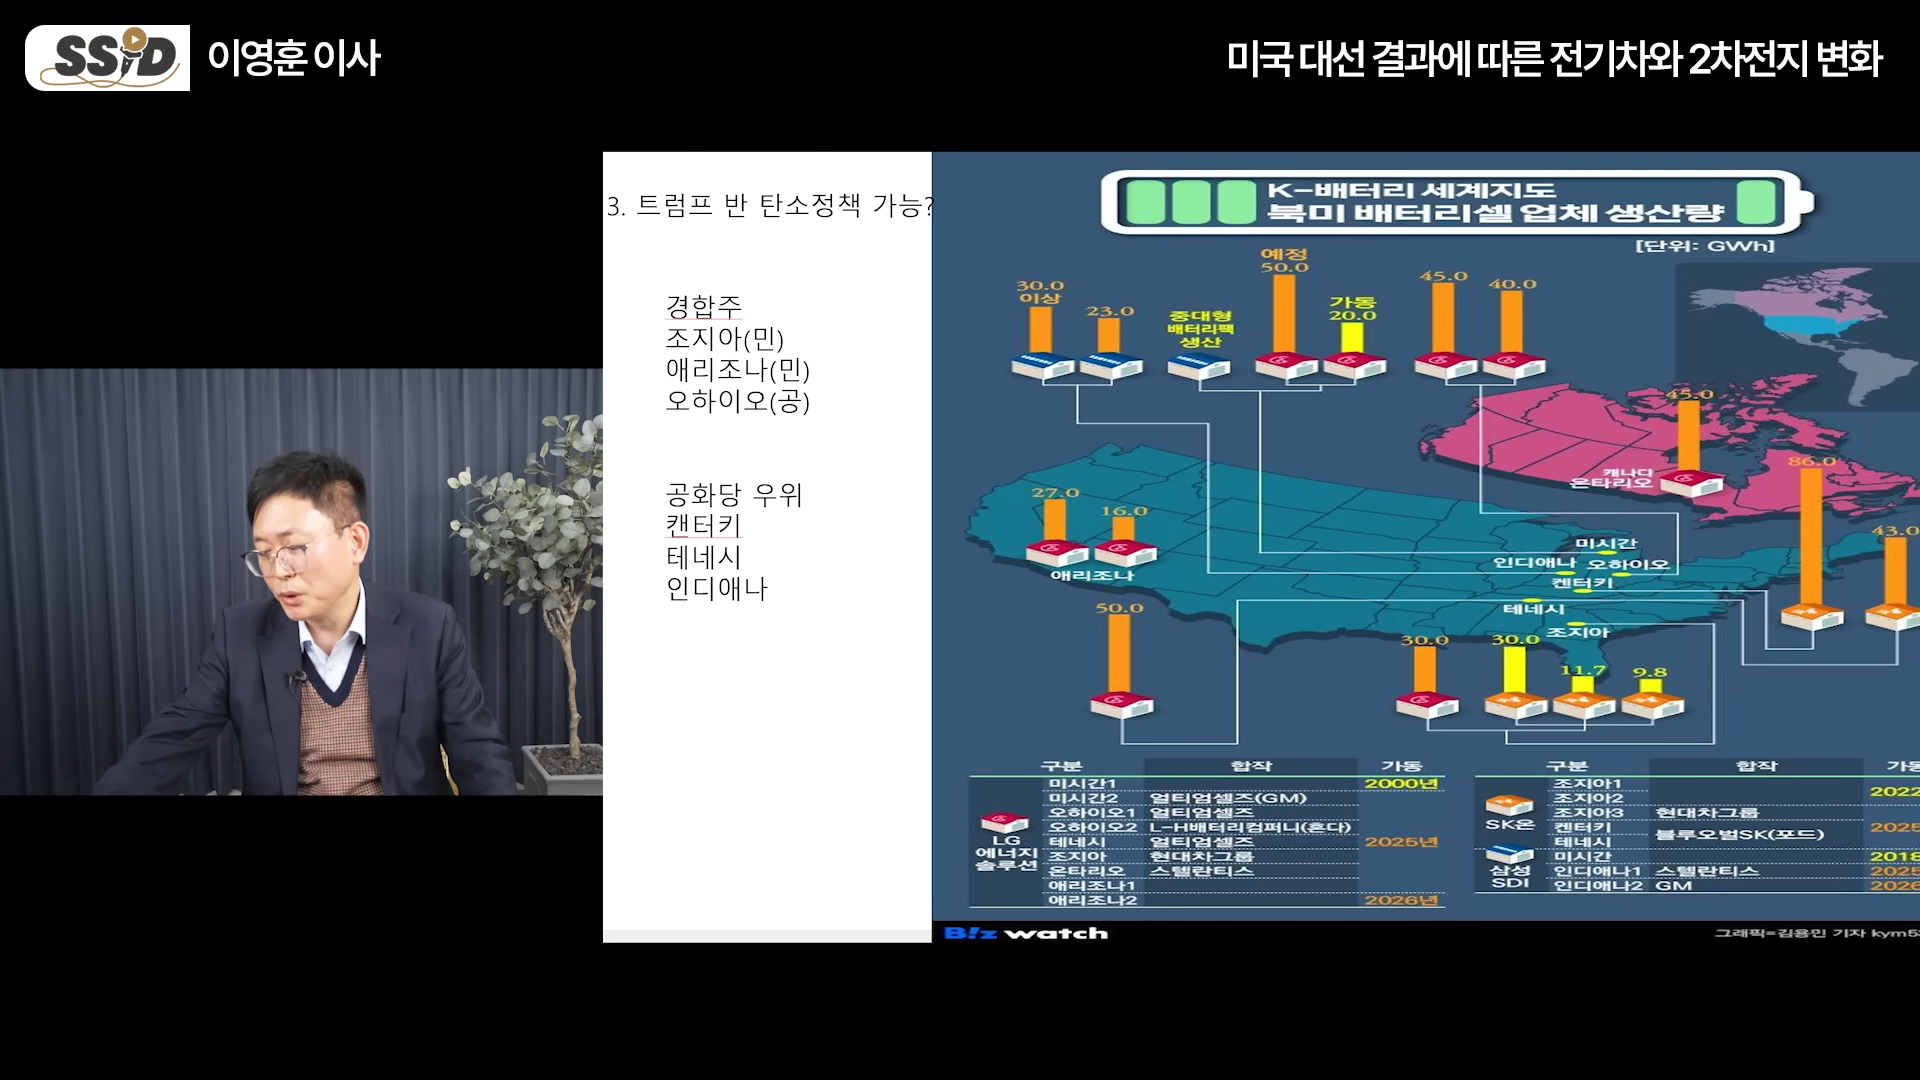 SSiD
이영훈 이사
미국 대선 결과에 따른 전기차와 2차전지 변화
3. 트럼프 반 탄소정책 가능?
경합주
조지아(민)
애리조나(민)
오하이오(공)
공화당 우위
캔터키
테네시
인디애나
K-배터리 세계지도
북미 배터리셀 업체 생산량
[단위: GWh]
30.0
이상
23.0
중대형
배터리팩
생산
예정
50.0
가동
20.0
45.0
40.0
45.0
캐나다
온타리오
86.0
43.0
27.0
16.0
애리조나
미시간
인디애나 오하이오
켄터키
테네시
조지아
50.0
30.0
30.0
11.7
9.8
구분 합작 가동
미시간1 2000년
미시간2 얼티엄셀즈(GM)
오하이오1 얼티엄셀즈
오하이오2 L-H배터리컴퍼니(혼다)
테네시 얼티엄셀즈 2025년
조지아 현대차그룹
온타리오 스텔란티스
애리조나1
애리조나2 2026년
LG
에너지
솔루션
구분 합작 가동
조지아1
조지아2 2022
조지아3 현대차그룹
켄터키 블루오벌SK(포드) 2025
테네시
미시간 2018
인디애나1 스텔란티스 2025
인디애나2 GM 2026
SK온
삼성
SDI
B!z watch
그래픽=김용민 기자 kym5